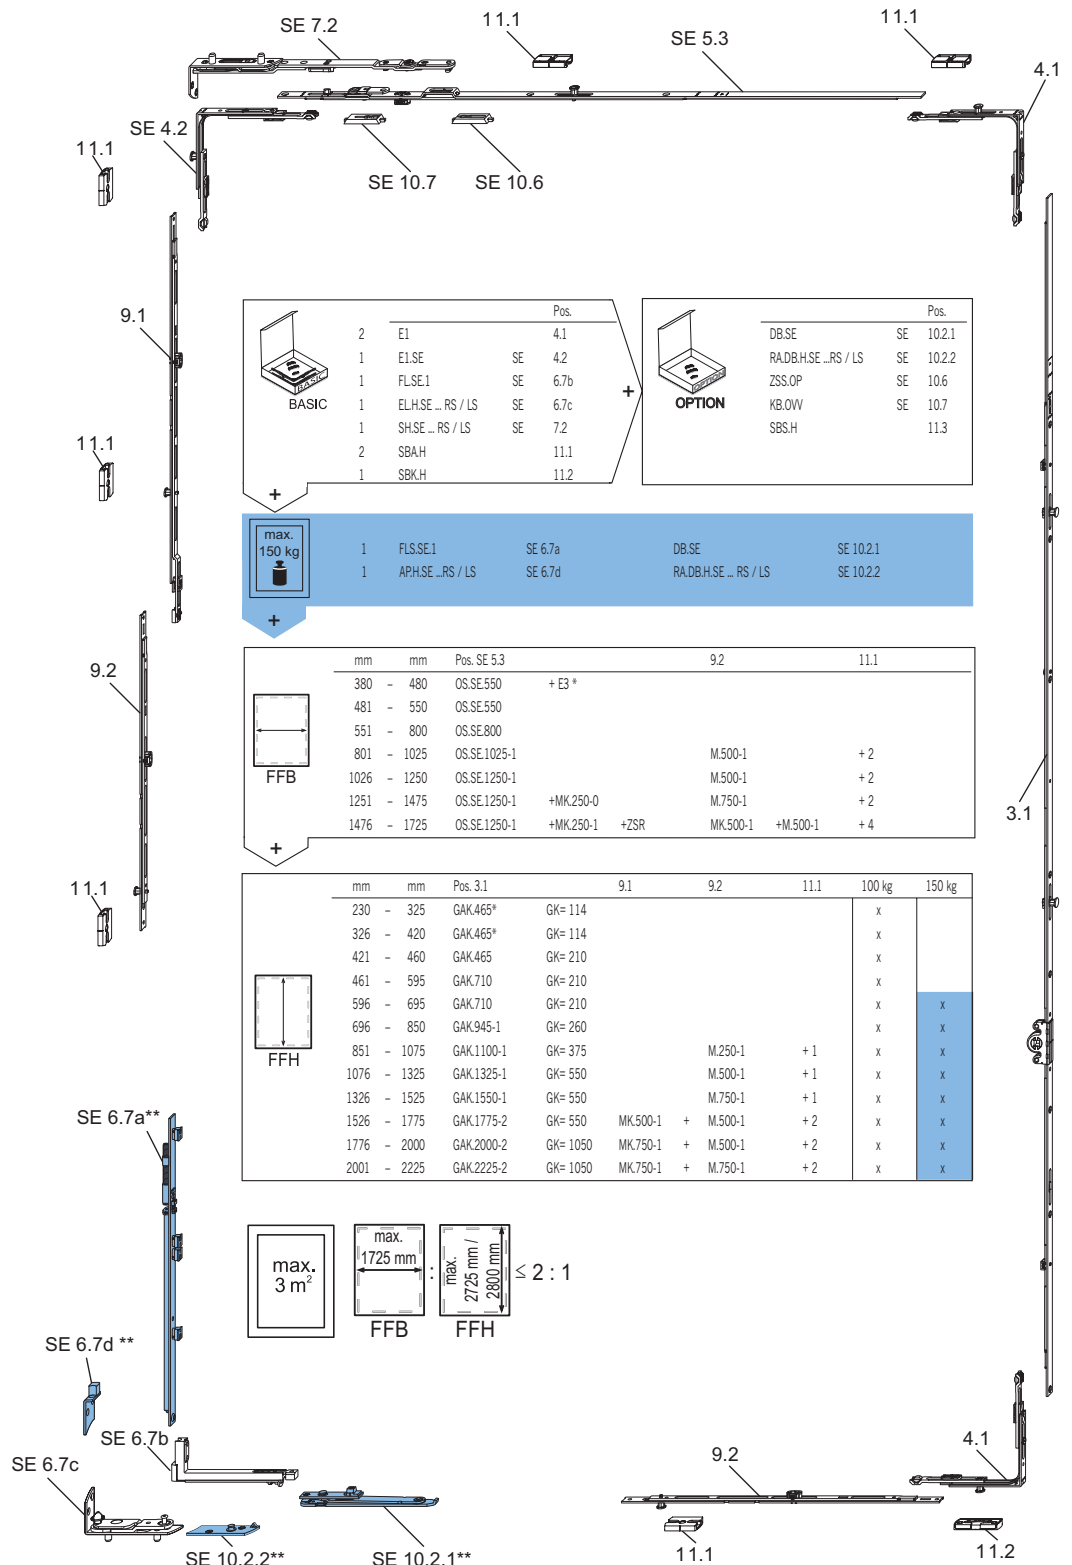 SE 7.2
11.1
SE 5.3
11.1
4.1
SE 4.2
11.1
SE 10.7
SE 10.6
9.1
11.1
9.2
11.1
3.1
Pos.
2 E1 4.1
1 E1.SE SE 4.2
1 FL.SE.1 SE 6.7b
1 EL.H.SE ... RS / LS SE 6.7c
1 SH.SE ... RS / LS SE 7.2
2 SBA.H 11.1
1 SBK.H 11.2
BASIC
BASIC
+
+
Pos.
DB.SE SE 10.2.1
RA.DB.H.SE ...RS / LS SE 10.2.2
ZSS.OP SE 10.6
KB.OVV SE 10.7
SBS.H 11.3
OPTION
OPTION
max.
150 kg
1 FLS.SE.1 SE 6.7a DB.SE SE 10.2.1
1 AP.H.SE ...RS / LS SE 6.7d RA.DB.H.SE ... RS / LS SE 10.2.2
+
mm mm Pos. SE 5.3 9.2 11.1
380 – 480 OS.SE.550 + E3 *
481 – 550 OS.SE.550
551 – 800 OS.SE.800
801 – 1025 OS.SE.1025-1 M.500-1 + 2
1026 – 1250 OS.SE.1250-1 M.500-1 + 2
1251 – 1475 OS.SE.1250-1 +MK.250-0 M.750-1 + 2
1476 – 1725 OS.SE.1250-1 +MK.250-1 +ZSR MK.500-1 +M.500-1 + 4
FFB
+
mm mm Pos. 3.1 9.1 9.2 11.1 100 kg 150 kg
230 – 325 GAK.465* GK= 114 x
326 – 420 GAK.465* GK= 114 x
421 – 460 GAK.465 GK= 210 x
461 – 595 GAK.710 GK= 210 x
596 – 695 GAK.710 GK= 210 x x
696 – 850 GAK.945-1 GK= 260 x x
851 – 1075 GAK.1100-1 GK= 375 M.250-1 + 1 x x
1076 – 1325 GAK.1325-1 GK= 550 M.500-1 + 1 x x
1326 – 1525 GAK.1550-1 GK= 550 M.750-1 + 1 x x
1526 – 1775 GAK.1775-2 GK= 550 MK.500-1 + M.500-1 + 2 x x
1776 – 2000 GAK.2000-2 GK= 1050 MK.750-1 + M.500-1 + 2 x x
2001 – 2225 GAK.2225-2 GK= 1050 MK.750-1 + M.750-1 + 2 x x
FFH
SE 6.7a**
max.
3 m²
max.
1725 mm
FFB
:
max.
2725 mm /
2800 mm
FFH
≤ 2 : 1
SE 6.7d **
SE 6.7b
SE 6.7c
SE 10.2.2**
SE 10.2.1**
9.2
4.1
11.1
11.2